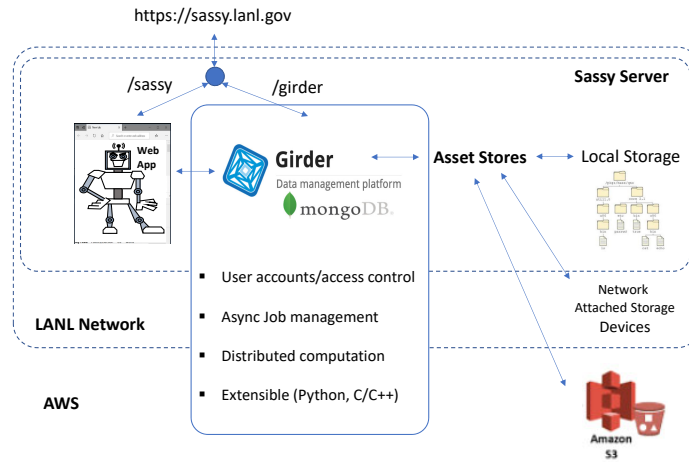 https://sassy.lanl.gov
/sassy
/girder
Sassy Server
Web
App
Girder
Data management platform
mongoDB.
Asset Stores
Local Storage
▪ User accounts/access control
▪ Async Job management
▪ Distributed computation
▪ Extensible (Python, C/C++)
Network
Attached Storage
Devices
LANL Network
AWS
Amazon
S3